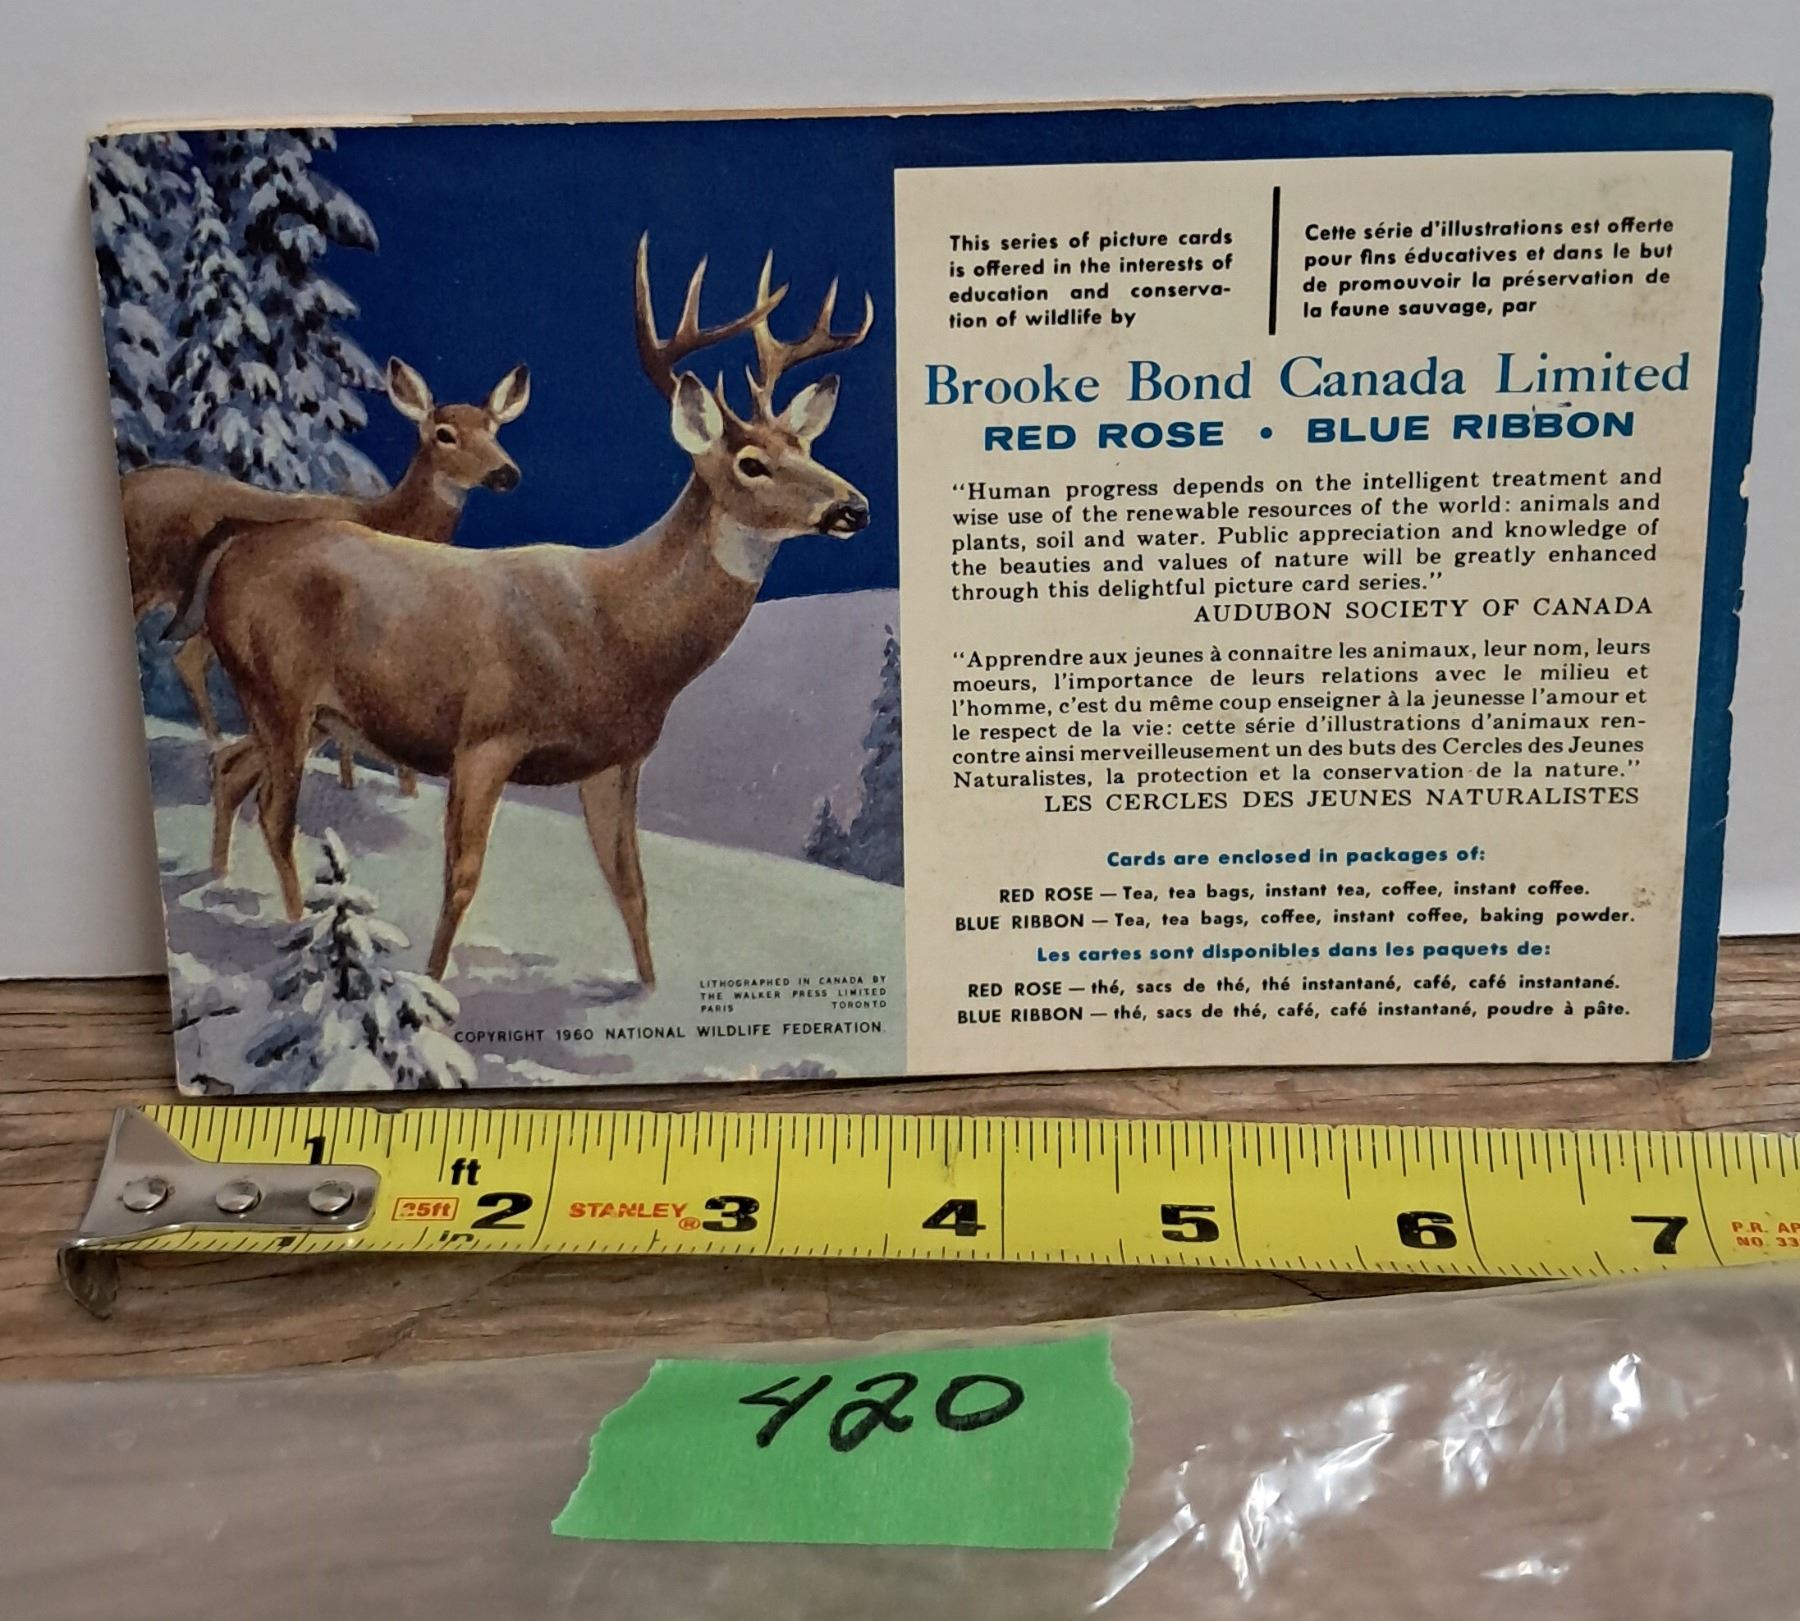 This series of picture cards
is offered in the interests of
education and conserva-
tion of wildlife by
Cette série d'illustrations est offerte
pour fins éducatives et dans le but
de promouvoir la préservation de
la faune sauvage, par
Brooke Bond Canada Limited
RED ROSE • BLUE RIBBON
“Human progress depends on the intelligent treatment and
wise use of the renewable resources of the world: animals and
plants, soil and water. Public appreciation and knowledge of
the beauties and values of nature will be greatly enhanced
through this delightful picture card series.”
AUDUBON SOCIETY OF CANADA
“Apprendre aux jeunes à connaitre les animaux, leur nom, leurs
moeurs, l'importance de leurs relations avec le milieu et
l'homme, c'est du même coup enseigner à la jeunesse l'amour et
le respect de la vie: cette série d'illustrations d'animaux ren-
contre ainsi merveilleusement un des buts des Cercles des Jeunes
Naturalistes, la protection et la conservation de la nature.”
LES CERCLES DES JEUNES NATURALISTES
Cards are enclosed in packages of:
RED ROSE — Tea, tea bags, instant tea, coffee, instant coffee.
BLUE RIBBON — Tea, tea bags, coffee, instant coffee, baking powder.
Les cartes sont disponibles dans les paquets de:
RED ROSE — thé, sacs de thé, thé instantané, café, café instantané.
BLUE RIBBON — thé, sacs de thé, café, café instantané, poudre à pâte.
LITHOGRAPHED IN CANADA BY
THE WALKER PRESS LIMITED
PARIS TORONTO
COPYRIGHT 1960 NATIONAL WILDLIFE FEDERATION
1 ft 25ft in 2 STANLEY® 3 4 5 6 7
P.R. AP
NO. 33
420